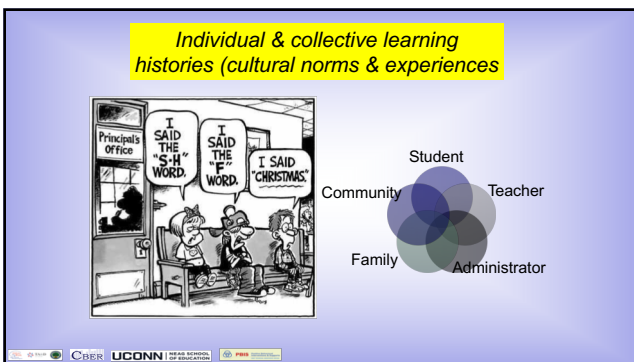 Individual & collective learning
histories (cultural norms & experiences
Principal's
Office
I
SAID
THE
"S-H"
WORD.
I
SAID
THE
"F"
WORD.
I SAID
"CHRISTMAS."
Student
Community
Teacher
Family
Administrator
CBER
UCONN
NEAG SCHOOL
OF EDUCATION
PBIS